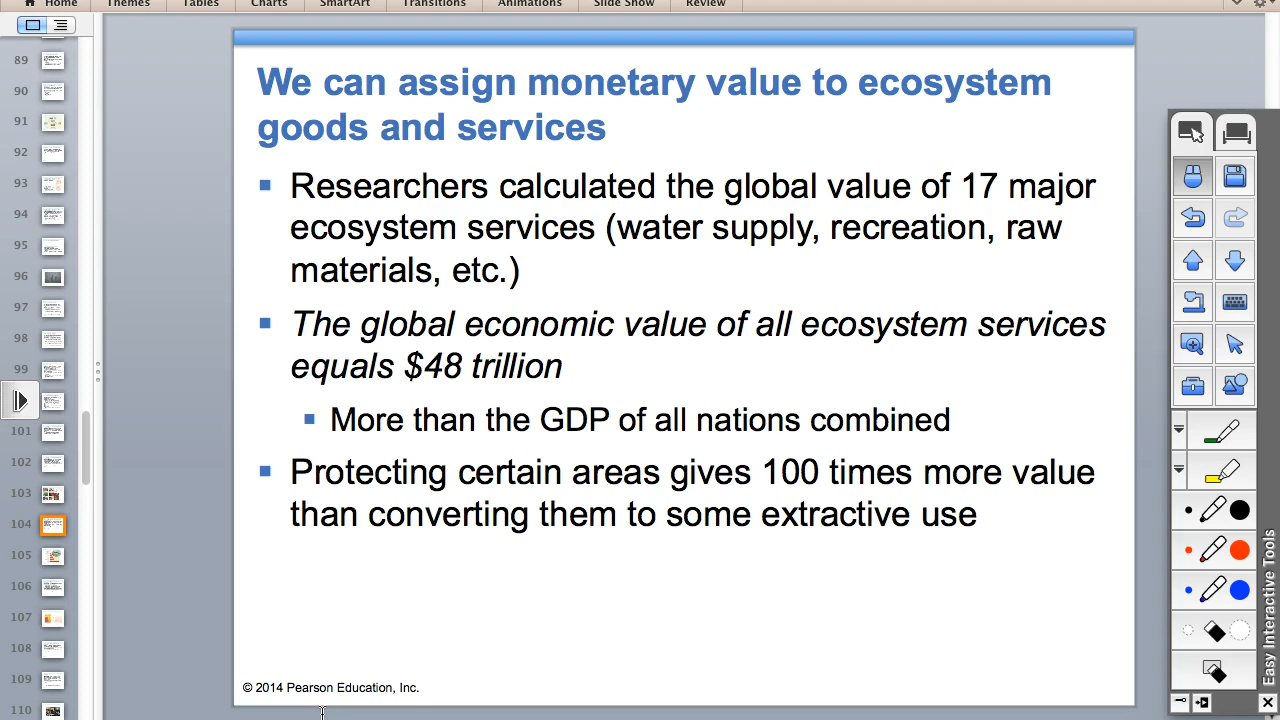 Home Themes Tables Charts SmartArt Transitions Animations Slide Show Review
89
90
91
92
93
94
95
96
97
98
99
101
102
103
104
105
106
107
108
109
110
We can assign monetary value to ecosystem
goods and services
Researchers calculated the global value of 17 major
ecosystem services (water supply, recreation, raw
materials, etc.)
The global economic value of all ecosystem services
equals $48 trillion
More than the GDP of all nations combined
Protecting certain areas gives 100 times more value
than converting them to some extractive use
© 2014 Pearson Education, Inc.
Easy Interactive Tools